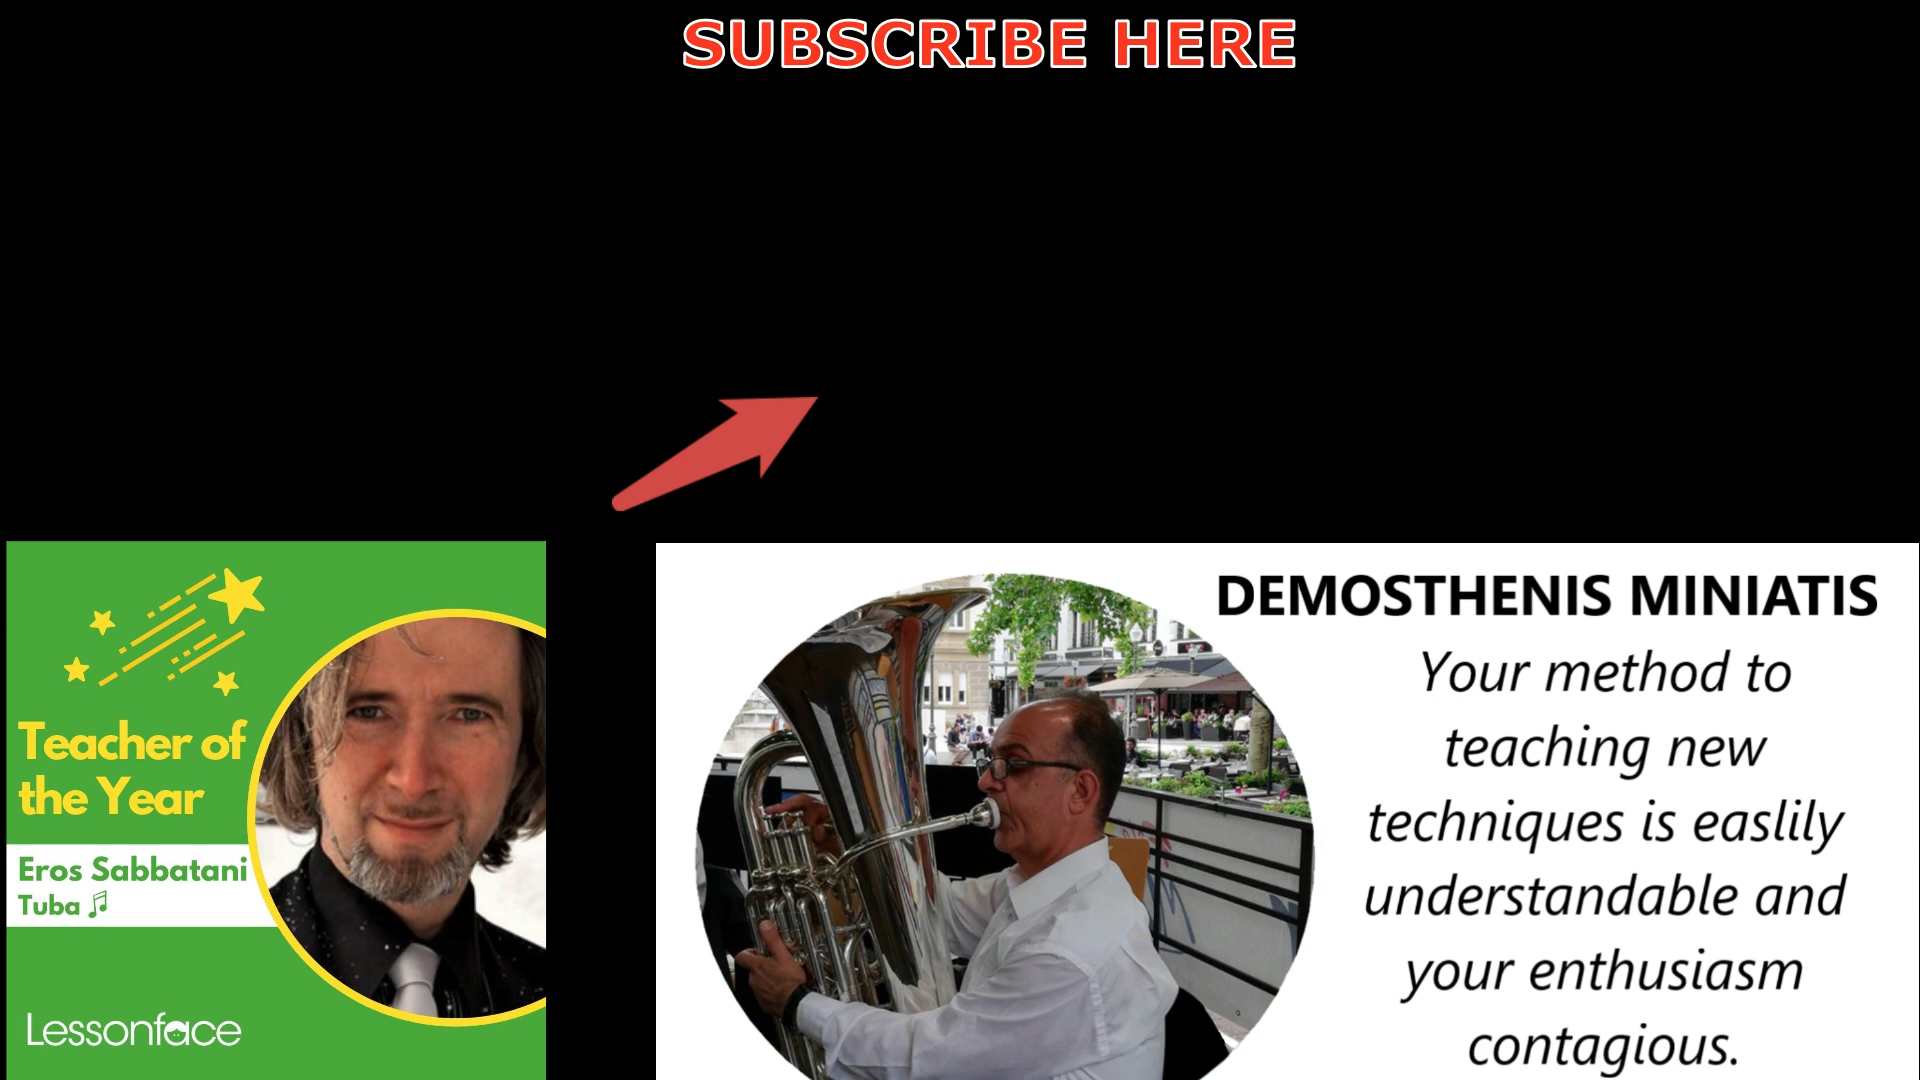 SUBSCRIBE HERE
Teacher of
the Year
Eros Sabbatani
Tuba
Lessonface
DEMOSTHENIS MINIATIS
Your method to
teaching new
techniques is easlily
understandable and
your enthusiasm
contagious.